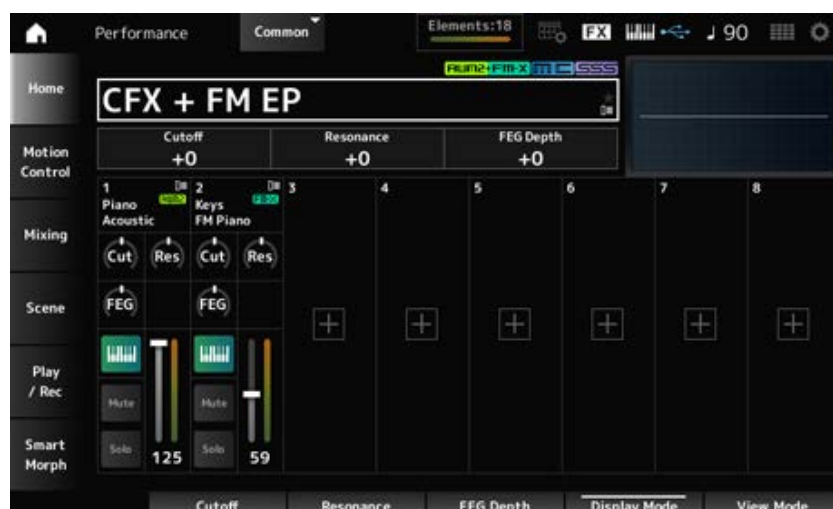 Performance
Common
Elements:18
FX
♩ 90
Home
AWM2+FM-X MC SSS
CFX + FM EP
Cutoff
+0
Resonance
+0
FEG Depth
+0
Motion
Control
1
Piano
Acoustic
2
Keys
FM Piano
FM-X
3
4
5
6
7
8
Mixing
Cut
Res
Cut
Res
Scene
FEG
FEG
Play
/ Rec
Mute
Mute
Smart
Morph
Solo
125
Solo
59
Cutoff
Resonance
FEG Depth
Display Mode
View Mode